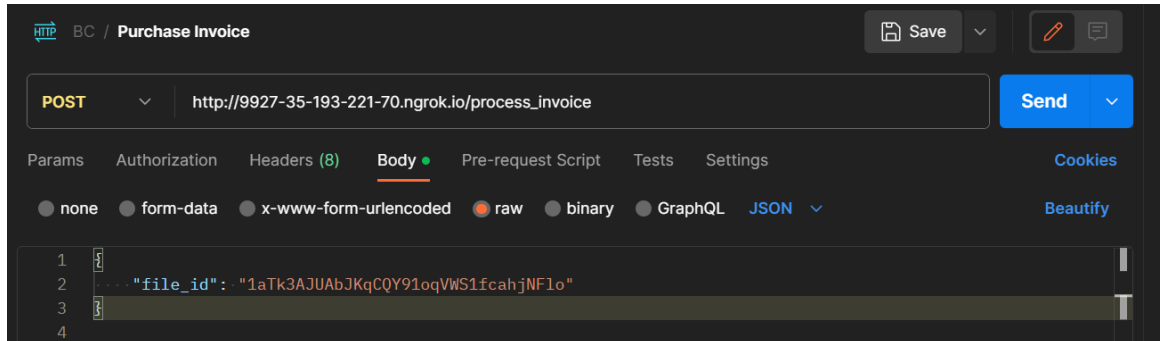 HTTP BC / Purchase Invoice Save
POST http://9927-35-193-221-70.ngrok.io/process_invoice Send
Params Authorization Headers (8) Body Pre-request Script Tests Settings Cookies
none form-data x-www-form-urlencoded raw binary GraphQL JSON Beautify
1 {
2 "file_id": "1aTk3AJUAbJKqCQY91oqVWS1fcahjNFlo"
3 }
4